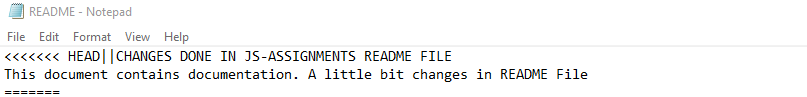 README - Notepad
File Edit Format View Help
<<<<<<< HEAD||CHANGES DONE IN JS-ASSIGNMENTS README FILE
This document contains documentation. A little bit changes in README File
=======